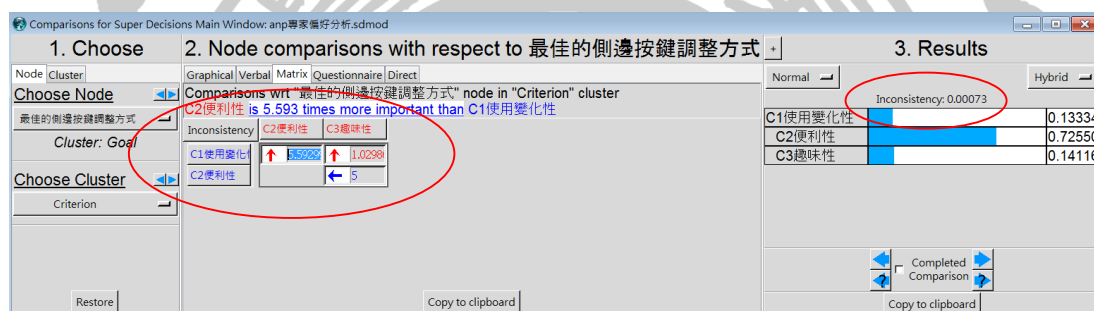 Comparisons for Super Decisions Main Window: anp專家偏好分析.sdmod
1. Choose
2. Node comparisons with respect to 最佳的側邊按鍵調整方式
+
3. Results
Node Cluster
Graphical Verbal Matrix Questionnaire Direct
Normal
Hybrid
Choose Node
Comparisons wrt "最佳的側邊按鍵調整方式" node in "Criterion" cluster
C2便利性 is 5.593 times more important than C1使用變化性
Inconsistency: 0.00073
最佳的側邊按鍵調整方式
Cluster: Goal
Inconsistency C2便利性 C3趣味性
C1使用變化 5.5929 1.0298
C2便利性 5
C1使用變化性 0.13334
C2便利性 0.72550
C3趣味性 0.14116
Choose Cluster
Criterion
Completed
Comparison
Restore
Copy to clipboard
Copy to clipboard